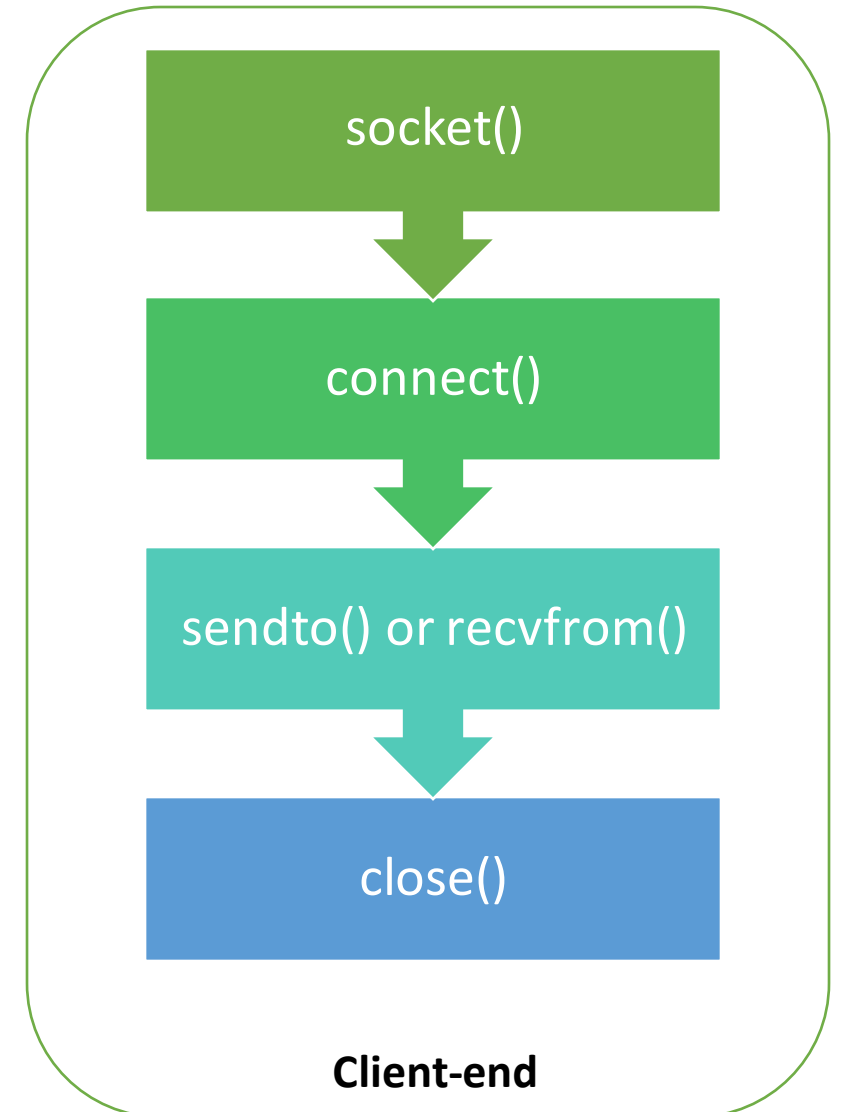 socket()
connect()
sendto() or recvfrom()
close()
Client-end